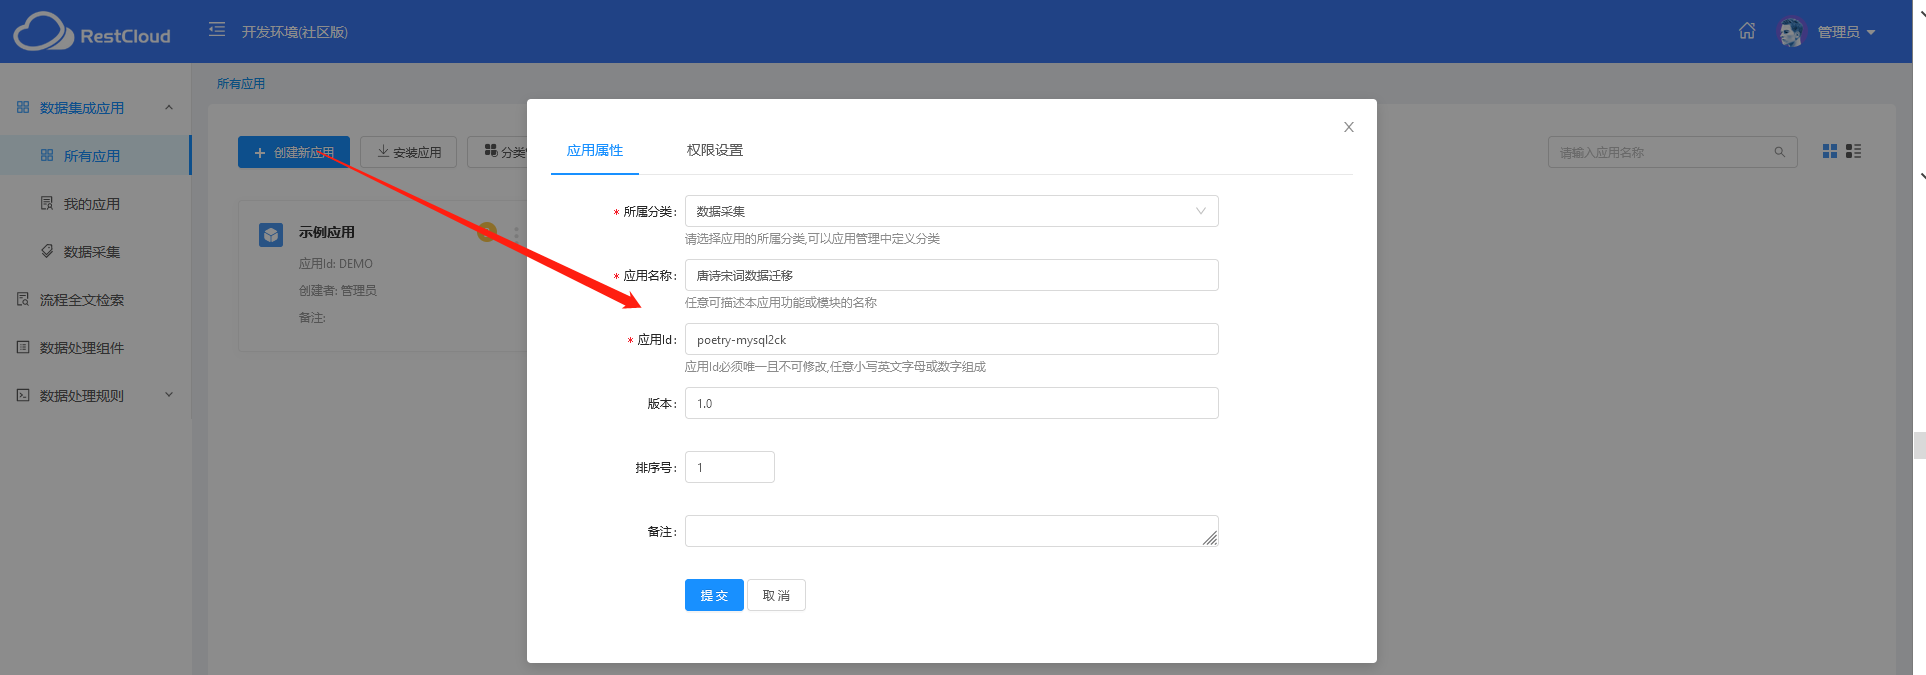 RestCloud
开发环境(社区版)
管理员
数据集成应用
所有应用
我的应用
数据采集
流程全文检索
数据处理组件
数据处理规则
所有应用
+ 创建新应用
安装应用
分类
请输入应用名称
示例应用
应用Id: DEMO
创建者: 管理员
备注:
应用属性
权限设置
* 所属分类:
数据采集
请选择应用的所属分类,可以应用管理中定义分类
* 应用名称:
唐诗宋词数据迁移
任意可描述本应用功能或模块的名称
* 应用Id:
poetry-mysql2ck
应用Id必须唯一且不可修改,任意小写英文字母或数字组成
版本:
1.0
排序号:
1
备注:
提 交
取 消